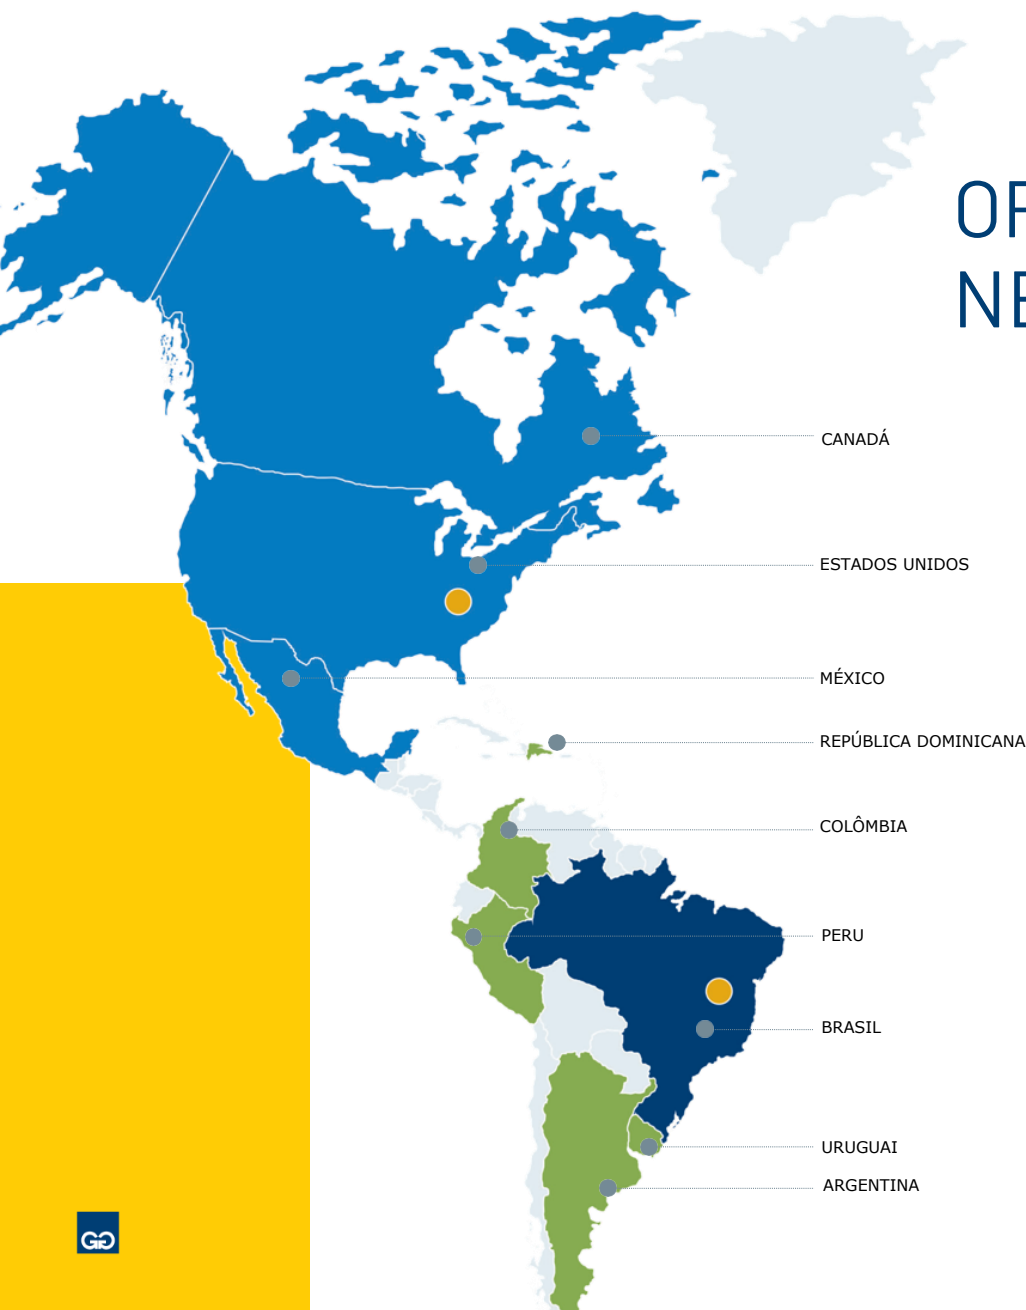 CANADÁ
ESTADOS UNIDOS
MÉXICO
REPÚBLICA DOMINICANA
COLÔMBIA
PERU
BRASIL
URUGUAI
ARGENTINA